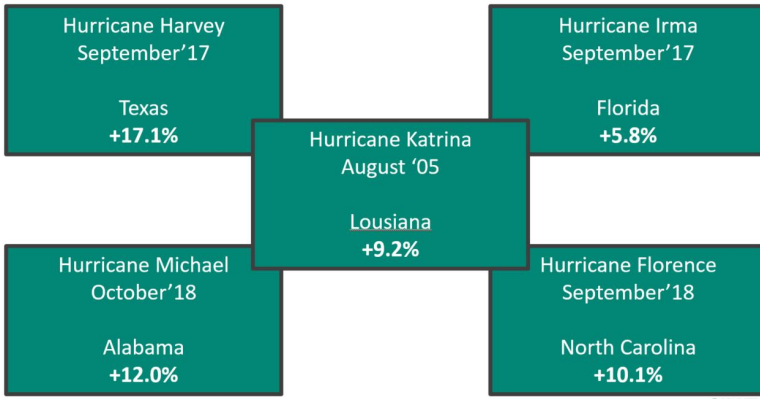 Hurricane Harvey
September’17
Texas
+17.1%
Hurricane Irma
September’17
Florida
+5.8%
Hurricane Katrina
August ‘05
Lousiana
+9.2%
Hurricane Michael
October’18
Alabama
+12.0%
Hurricane Florence
September’18
North Carolina
+10.1%